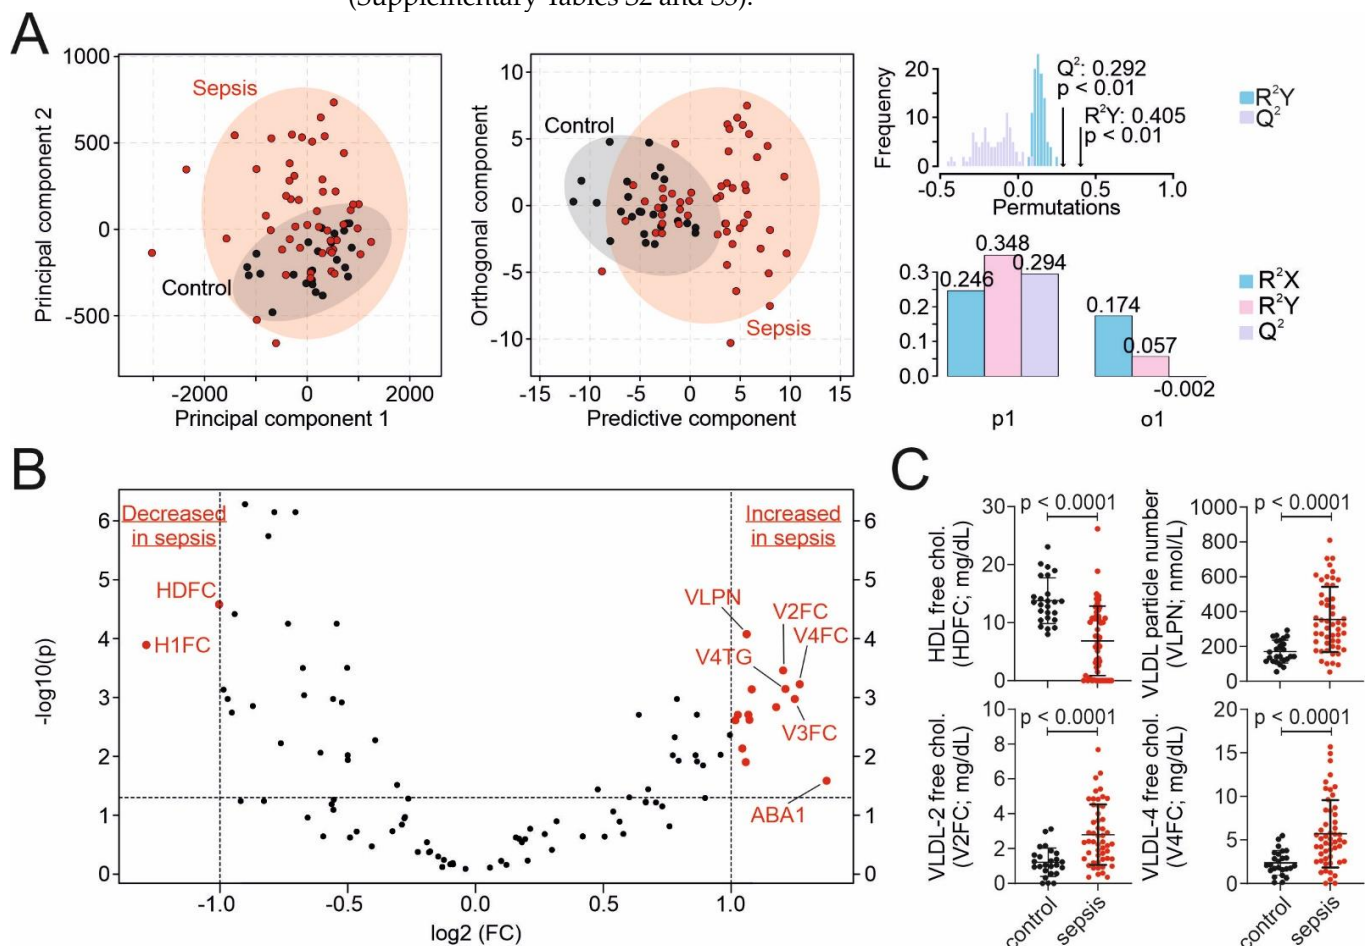 (Supplementary Tables S2 and S3).
A
Principal component 2
1000
500
0
-500
Sepsis
Control
-2000
0
2000
Principal component 1
Orthogonal component
10
5
0
-5
-10
Control
Sepsis
-15
-10
-5
0
5
10
15
Predictive component
Frequency
20
10
0
Q²: 0.292
p < 0.01
R²Y: 0.405
p < 0.01
-0.5
0.0
0.5
1.0
Permutations
R²Y
Q²
0.3
0.2
0.1
0.0
0.246
0.348
0.294
0.174
0.057
-0.002
p1
o1
R²X
R²Y
Q²
B
-log10(p)
6
5
4
3
2
1
0
Decreased
in sepsis
Increased
in sepsis
HDFC
H1FC
VLPN
V2FC
V4FC
V4TG
V3FC
ABA1
6
5
4
3
2
1
0
-1.0
-0.5
0.0
0.5
1.0
log2 (FC)
C
HDL free chol.
(HDFC; mg/dL)
30
20
10
0
p < 0.0001
VLDL particle number
(VLPN; nmol/L)
1000
800
600
400
200
0
p < 0.0001
VLDL-2 free chol.
(V2FC; mg/dL)
10
8
6
4
2
0
p < 0.0001
control
sepsis
VLDL-4 free chol.
(V4FC; mg/dL)
20
15
10
5
0
p < 0.0001
control
sepsis